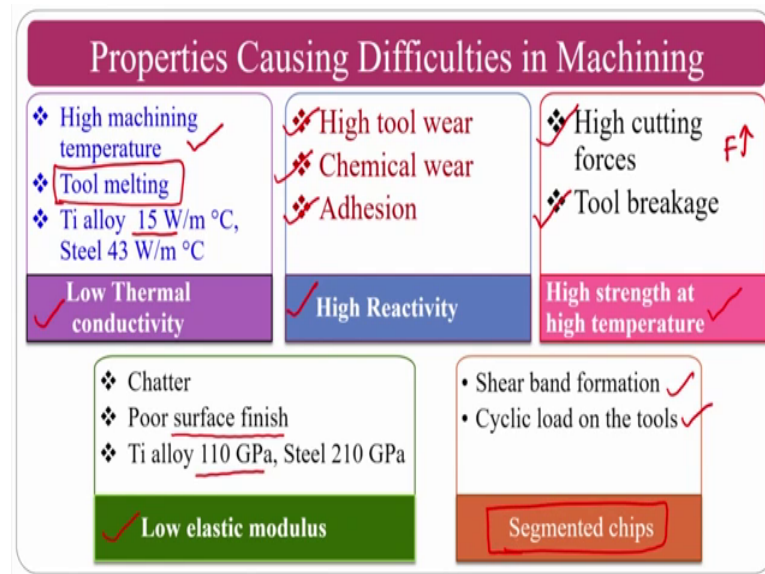 Properties Causing Difficulties in Machining
❖ High machining
temperature
❖ Tool melting
❖ Ti alloy 15 W/m °C,
Steel 43 W/m °C
Low Thermal
conductivity
❖ High tool wear
❖ Chemical wear
❖ Adhesion
High Reactivity
❖ High cutting
forces
F↑
❖ Tool breakage
High strength at
high temperature
❖ Chatter
❖ Poor surface finish
❖ Ti alloy 110 GPa, Steel 210 GPa
Low elastic modulus
• Shear band formation
• Cyclic load on the tools
Segmented chips